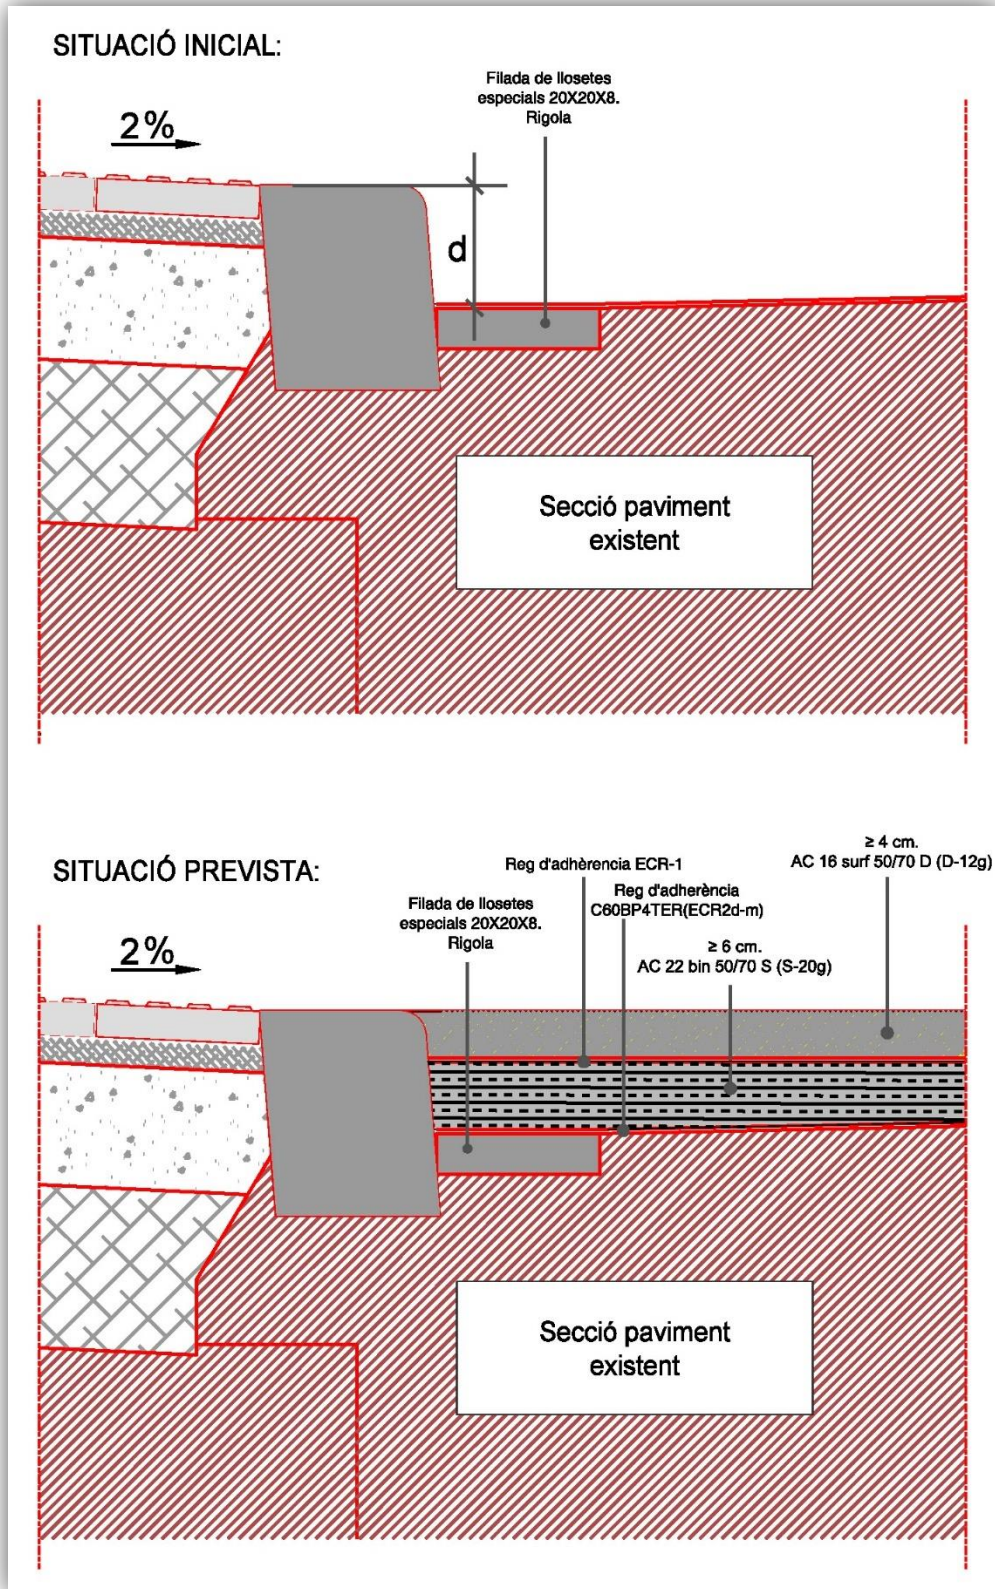 SITUACIÓ INICIAL:
Filada de llosetes
especials 20X20X8.
Rigola
2%
d
Secció paviment
existent
SITUACIÓ PREVISTA:
≥ 4 cm.
AC 16 surf 50/70 D (D-12g)
Reg d'adhèrencia ECR-1
Reg d'adherència
C60BP4TER(ECR2d-m)
Filada de llosetes
especials 20X20X8.
Rigola
≥ 6 cm.
AC 22 bin 50/70 S (S-20g)
2%
Secció paviment
existent